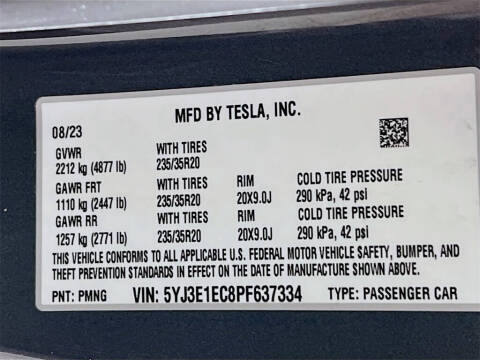 MFD BY TESLA, INC.
08/23
GVWR WITH TIRES
2212 kg (4877 lb) 235/35R20
GAWR FRT WITH TIRES RIM COLD TIRE PRESSURE
1110 kg (2447 lb) 235/35R20 20X9.0J 290 kPa, 42 psi
GAWR RR WITH TIRES RIM COLD TIRE PRESSURE
1257 kg (2771 lb) 235/35R20 20X9.0J 290 kPa, 42 psi
THIS VEHICLE CONFORMS TO ALL APPLICABLE U.S. FEDERAL MOTOR VEHICLE SAFETY, BUMPER, AND
THEFT PREVENTION STANDARDS IN EFFECT ON THE DATE OF MANUFACTURE SHOWN ABOVE.
PNT: PMNG VIN: 5YJ3E1EC8PF637334 TYPE: PASSENGER CAR